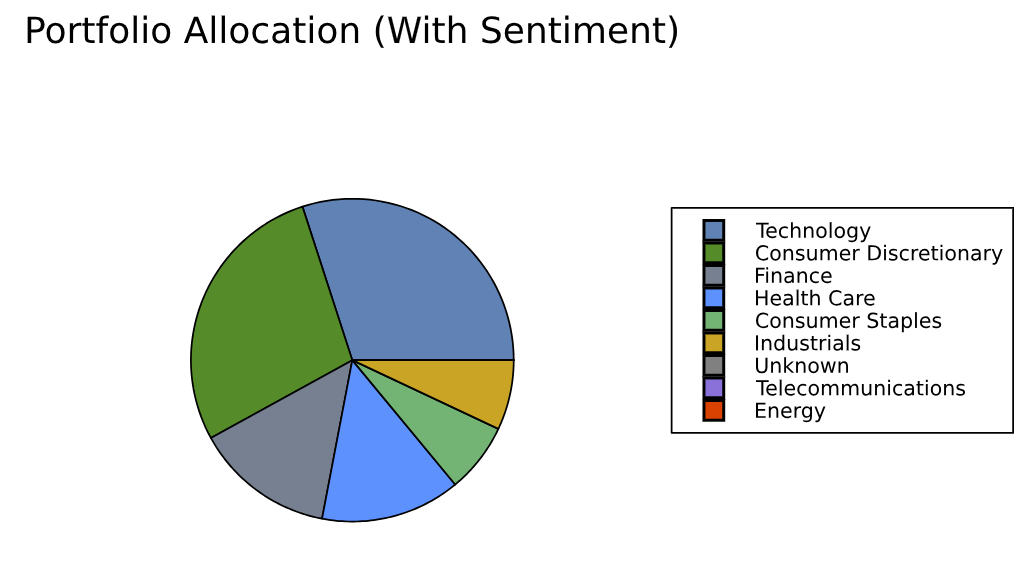 Portfolio Allocation (With Sentiment)
Technology
Consumer Discretionary
Finance
Health Care
Consumer Staples
Industrials
Unknown
Telecommunications
Energy